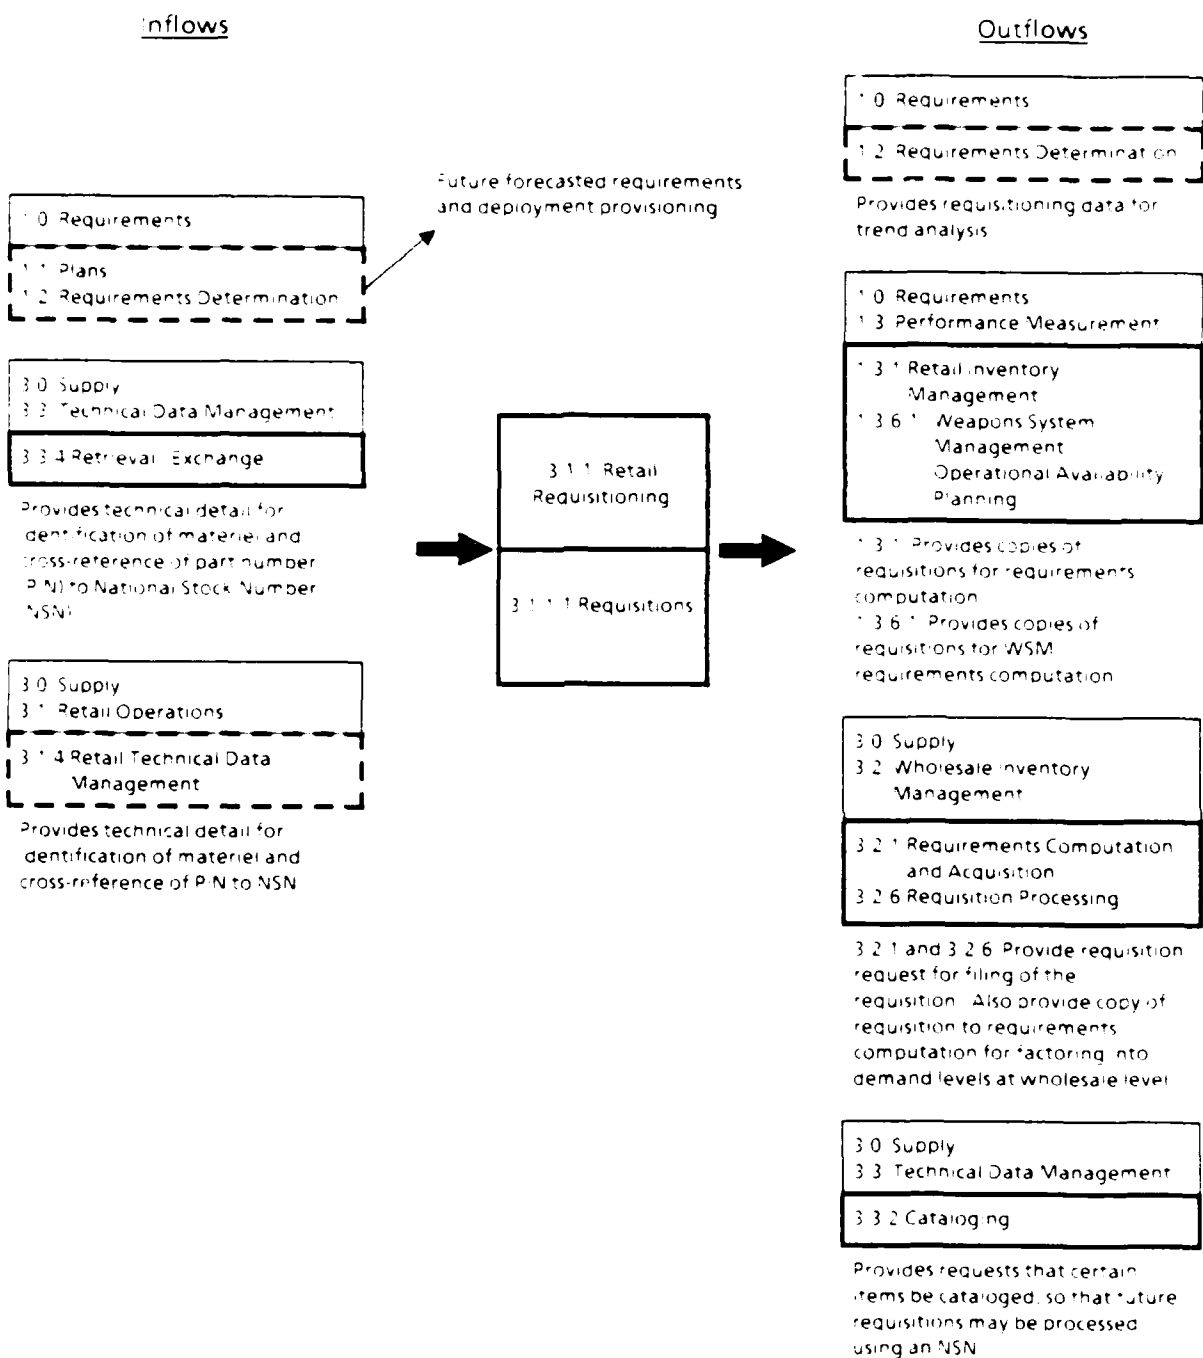 Inflows
1.0 Requirements
1.1 Plans
1.2 Requirements Determination
Future forecasted requirements
and deployment provisioning
3.0 Supply
3.3 Technical Data Management
3.3.4 Retrieval Exchange
Provides technical detail for
identification of materiel and
cross-reference of part number
(P/N) to National Stock Number
(NSN)
3.0 Supply
3.1 Retail Operations
3.1.4 Retail Technical Data
Management
Provides technical detail for
identification of materiel and
cross-reference of P/N to NSN
3.1.1 Retail
Requisitioning
3.1.1.1 Requisitions
Outflows
1.0 Requirements
1.2 Requirements Determination
Provides requisitioning data for
trend analysis
1.0 Requirements
1.3 Performance Measurement
1.3.1 Retail Inventory
Management
1.3.6.1 Weapons System
Management
Operational Availability
Planning
1.3.1 Provides copies of
requisitions for requirements
computation
1.3.6.1 Provides copies of
requisitions for WSM
requirements computation
3.0 Supply
3.2 Wholesale Inventory
Management
3.2.1 Requirements Computation
and Acquisition
3.2.6 Requisition Processing
3.2.1 and 3.2.6 Provide requisition
request for filing of the
requisition. Also provide copy of
requisition to requirements
computation for factoring into
demand levels at wholesale level
3.0 Supply
3.3 Technical Data Management
3.3.2 Cataloging
Provides requests that certain
items be cataloged, so that future
requisitions may be processed
using an NSN